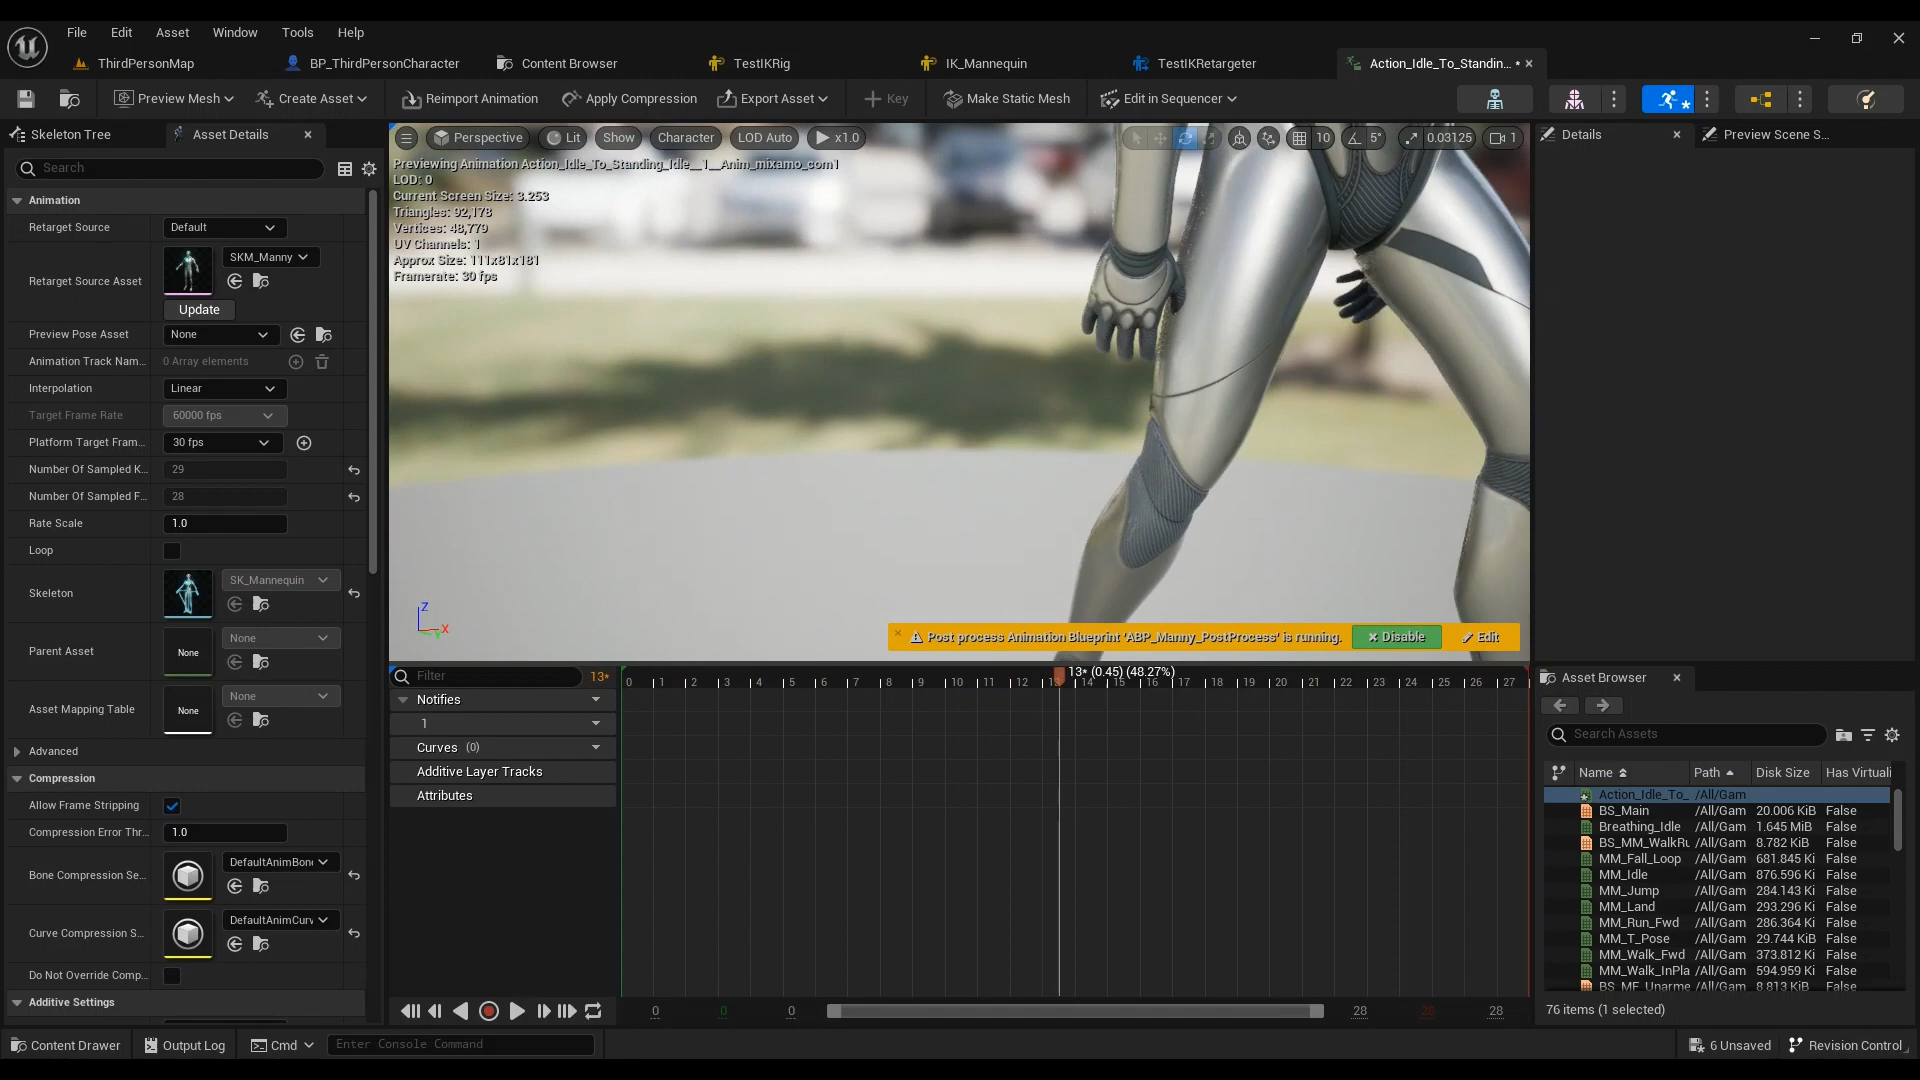 File Edit Asset Window Tools Help
ThirdPersonMap BP_ThirdPersonCharacter Content Browser TestIKRig IK_Mannequin TestIKRetargeter Action_Idle_To_Standin... *
Preview Mesh Create Asset Reimport Animation Apply Compression Export Asset Key Make Static Mesh Edit in Sequencer
Skeleton Tree Asset Details
Search
Animation
Retarget Source Default
Retarget Source Asset SKM_Manny
Update
Preview Pose Asset None
Animation Track Nam... 0 Array elements
Interpolation Linear
Target Frame Rate 60000 fps
Platform Target Fram... 30 fps
Number Of Sampled K... 29
Number Of Sampled F... 28
Rate Scale 1.0
Loop
Skeleton SK_Mannequin
Parent Asset None None
Asset Mapping Table None None
Advanced
Compression
Allow Frame Stripping
Compression Error Thr... 1.0
Bone Compression Se... DefaultAnimBon
Curve Compression S... DefaultAnimCurv
Do Not Override Comp...
Additive Settings
Perspective Lit Show Character LOD Auto x1.0 10 5° 0.03125 1
Previewing Animation Action_Idle_To_Standing_Idle__1__Anim_mixamo_com1
LOD: 0
Current Screen Size: 3.253
Triangles: 92,178
Vertices: 48,779
UV Channels: 1
Approx Size: 111x81x181
Framerate: 30 fps
Z
X
Y
Post process Animation Blueprint 'ABP_Manny_PostProcess' is running. Disable Edit
Filter 13*
13* (0.45) (48.27%)
0 1 2 3 4 5 6 7 8 9 10 11 12 13 14 15 16 17 18 19 20 21 22 23 24 25 26 27
Notifies
1
Curves (0)
Additive Layer Tracks
Attributes
0 0 0 28 28 28
Details Preview Scene S...
Asset Browser
Search Assets
Name Path Disk Size Has Virtuali
Action_Idle_To_ /All/Gam
BS_Main /All/Gam 20.006 KiB False
Breathing_Idle /All/Gam 1.645 MiB False
BS_MM_WalkRu /All/Gam 8.782 KiB False
MM_Fall_Loop /All/Gam 681.845 Ki False
MM_Idle /All/Gam 876.596 Ki False
MM_Jump /All/Gam 284.143 Ki False
MM_Land /All/Gam 293.296 Ki False
MM_Run_Fwd /All/Gam 286.364 Ki False
MM_T_Pose /All/Gam 29.744 KiB False
MM_Walk_Fwd /All/Gam 373.812 Ki False
MM_Walk_InPla /All/Gam 594.959 Ki False
BS_MF_Unarme /All/Gam 8.813 KiB False
76 items (1 selected)
Content Drawer Output Log Cmd Enter Console Command 6 Unsaved Revision Control